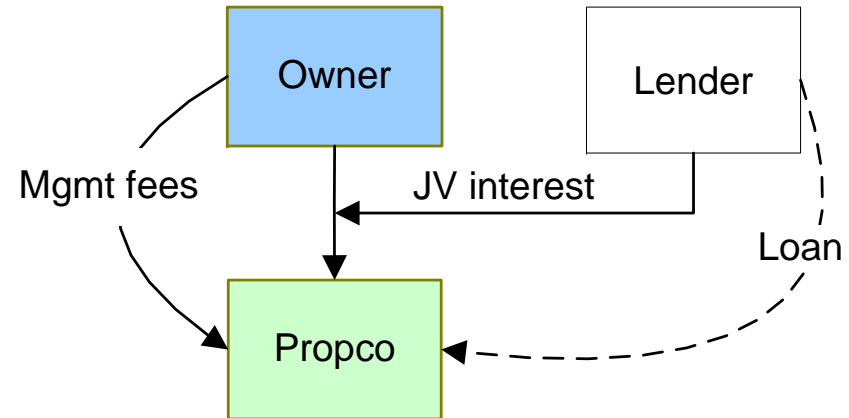 Owner
Lender
Mgmt fees
JV interest
Loan
Propco